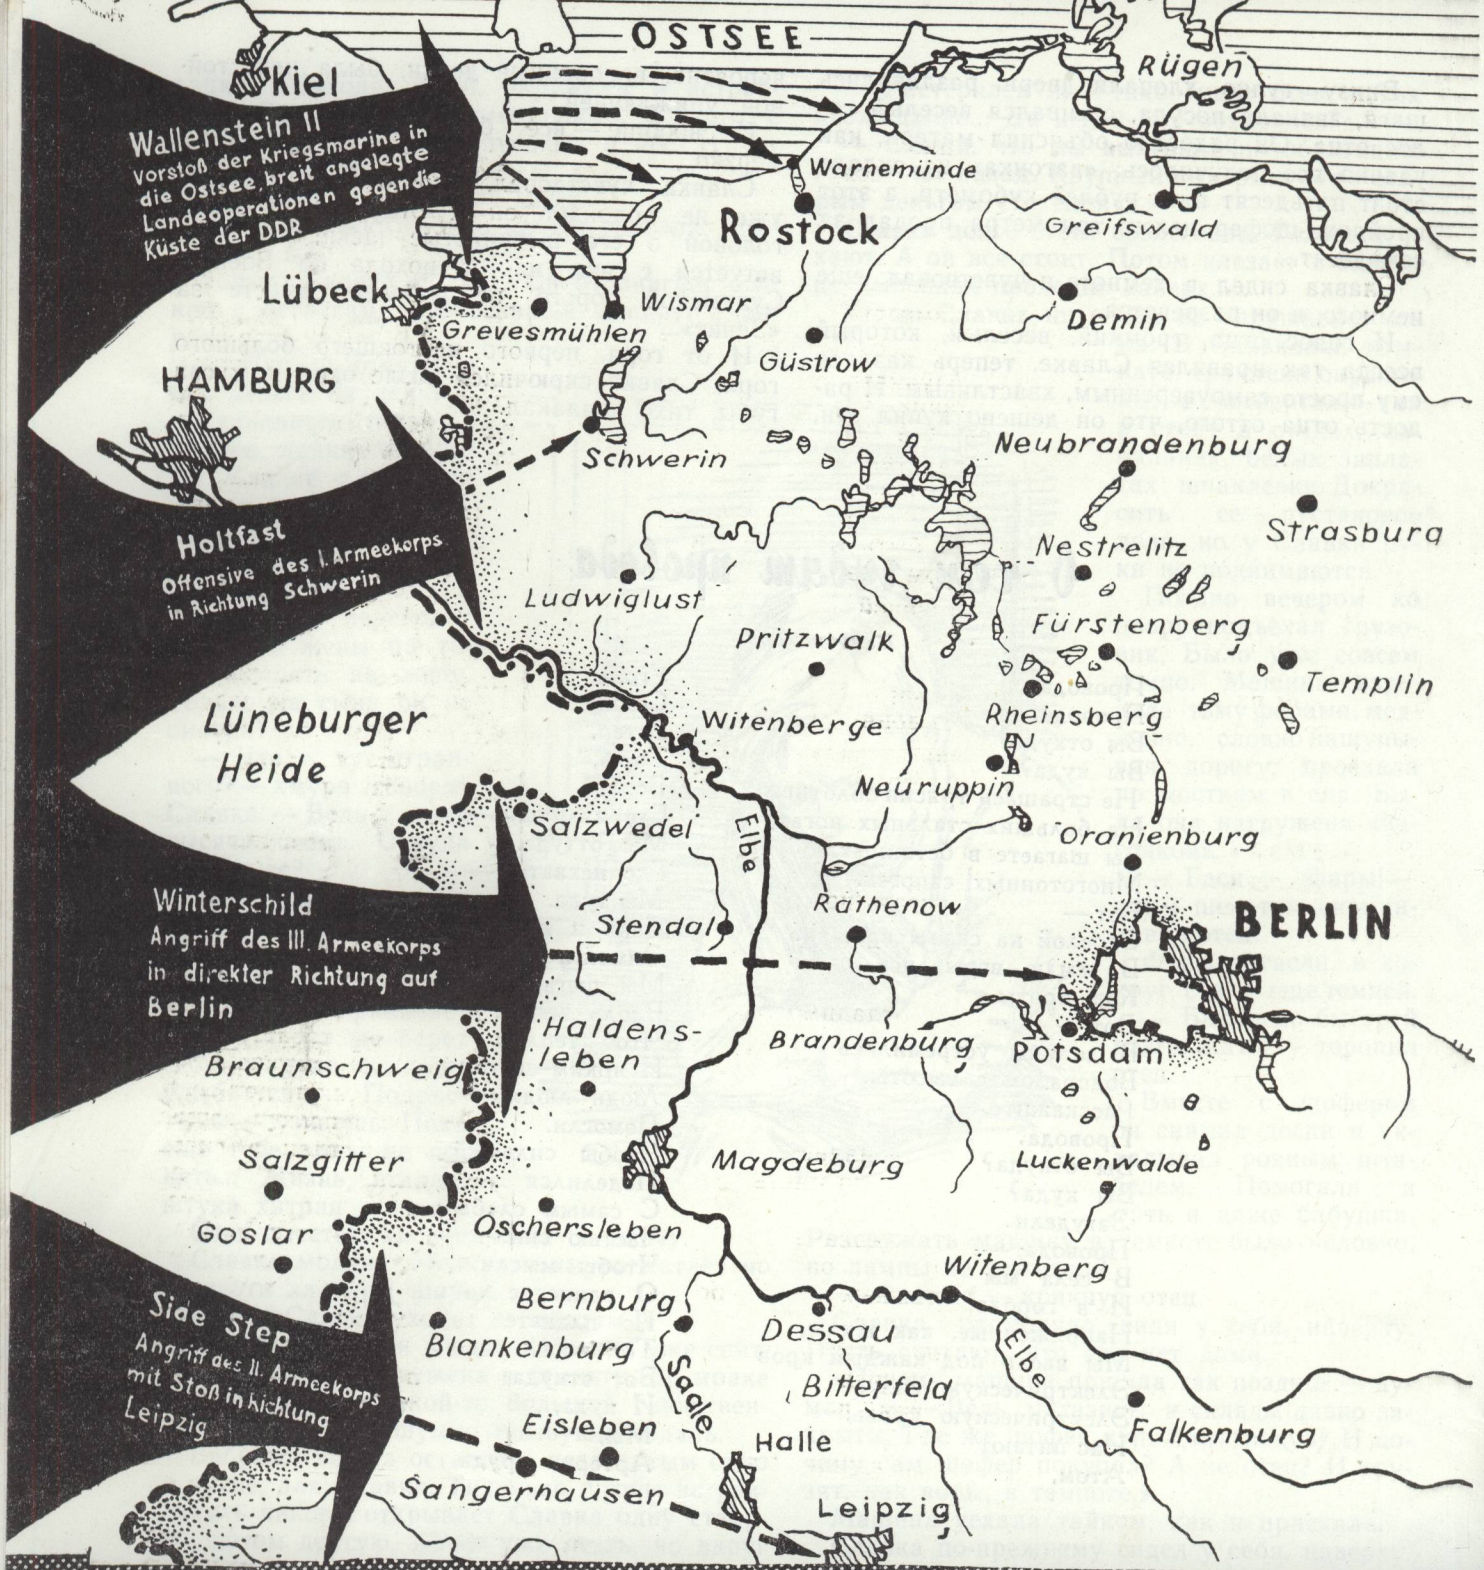 OSTSEE
Kiel
Rügen
Wallenstein II
Vorstoß der Kriegsmarine in
die Ostsee, breit angelegte
Landeoperationen gegen die
Küste der DDR
Warnemünde
Rostock
Greifswald
Lübeck
Wismar
Grevesmühlen
Demin
Güstrow
HAMBURG
Schwerin
Neubrandenburg
Strasburg
Holtfast
Offensive des I. Armeekorps
in Richtung Schwerin
Nestrelitz
Ludwiglust
Fürstenberg
Pritzwalk
Templin
Lüneburger
Heide
Witenberge
Rheinsberg
Neuruppin
Salzwedel
Elbe
Oranienburg
Winterschild
Angriff des III. Armeekorps
in direkter Richtung auf
Berlin
Stendal
Rathenow
BERLIN
Haldens-
leben
Brandenburg
Potsdam
Braunschweig
Salzgitter
Magdeburg
Luckenwalde
Goslar
Oschersleben
Witenberg
Side Step
Angriff des II. Armeekorps
mit Stoß in Richtung
Leipzig
Bernburg
Dessau
Blankenburg
Saale
Bitterfeld
Elbe
Eisleben
Halle
Falkenburg
Sangerhausen
Leipzig